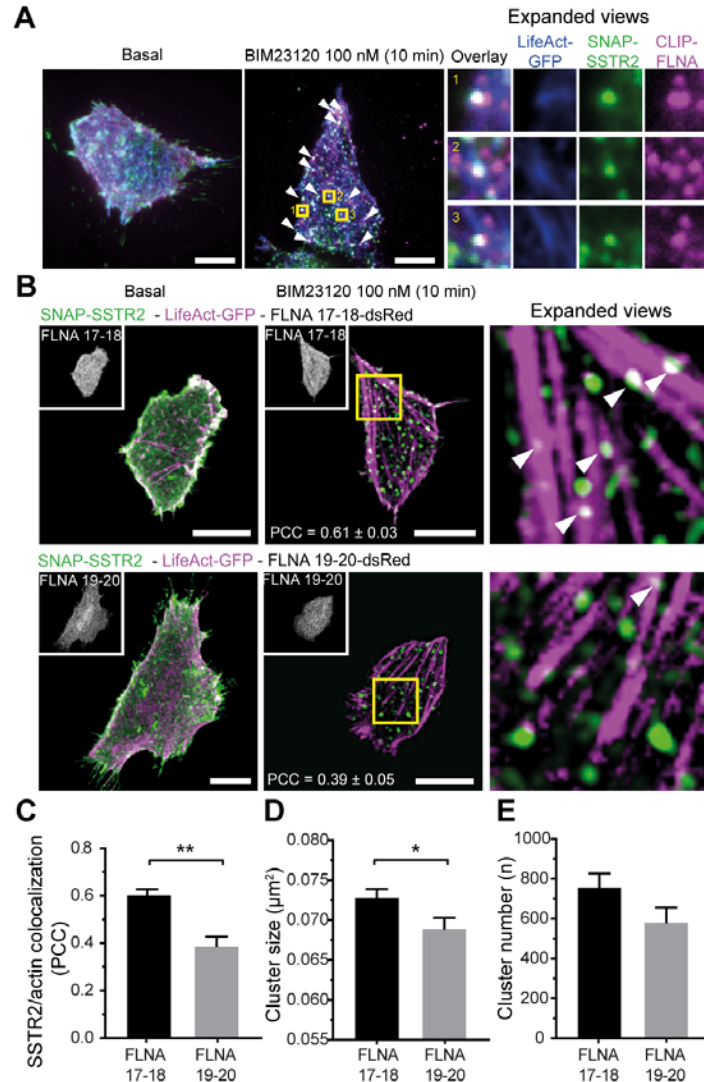 A
Expanded views
Basal
BIM23120 100 nM (10 min)
Overlay
LifeAct-
GFP
SNAP-
SSTR2
CLIP-
FLNA
1
2
3
1
2
3
B
Basal
BIM23120 100 nM (10 min)
SNAP-SSTR2 - LifeAct-GFP - FLNA 17-18-dsRed
Expanded views
FLNA 17-18
FLNA 17-18
PCC = 0.61 ± 0.03
SNAP-SSTR2 - LifeAct-GFP - FLNA 19-20-dsRed
FLNA 19-20
FLNA 19-20
PCC = 0.39 ± 0.05
C
SSTR2/actin colocalization
(PCC)
0.8
0.6
0.4
0.2
0.0
**
FLNA
17-18
FLNA
19-20
D
Cluster size (µm²)
0.080
0.075
0.070
0.065
0.060
0.055
*
FLNA
17-18
FLNA
19-20
E
Cluster number (n)
1000
800
600
400
200
0
FLNA
17-18
FLNA
19-20